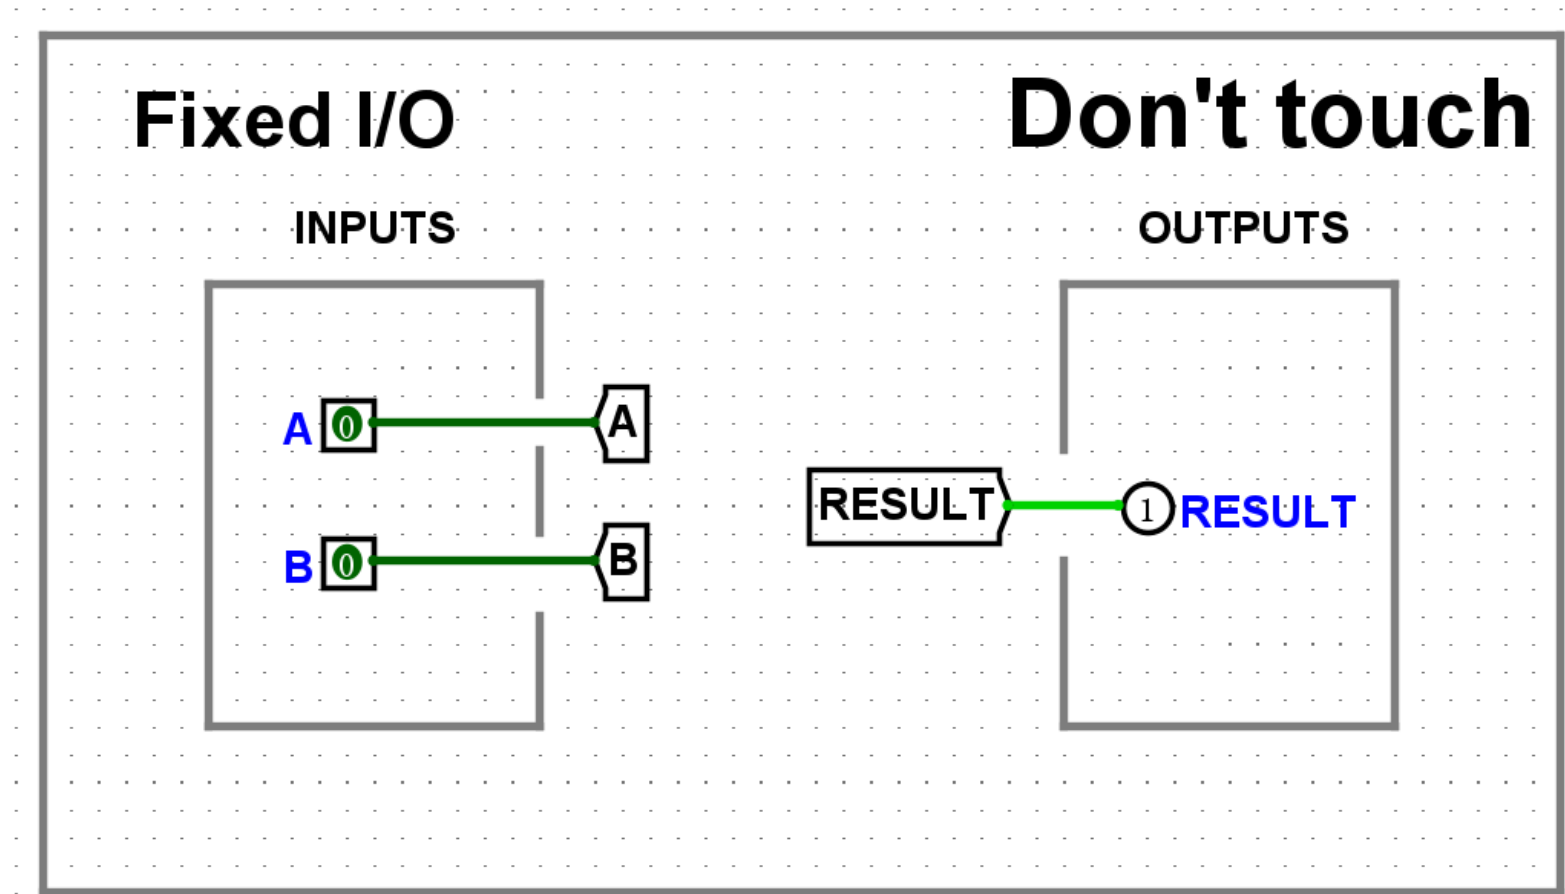 Fixed I/O
Don't touch
INPUTS
OUTPUTS
A 0 A
RESULT 1 RESULT
B 0 B